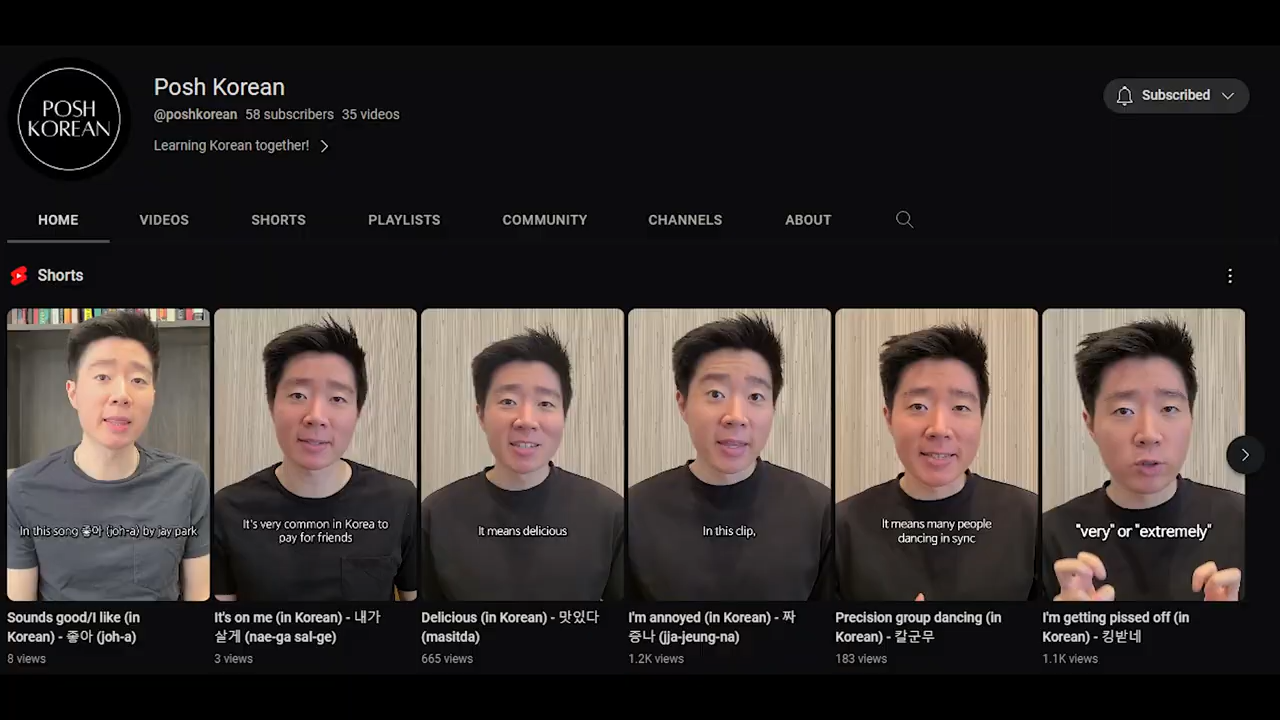 POSH
KOREAN
Posh Korean
@poshkorean 58 subscribers 35 videos
Learning Korean together!
Subscribed
HOME VIDEOS SHORTS PLAYLISTS COMMUNITY CHANNELS ABOUT
Shorts
In this song 좋아 (joh-a) by jay park
It's very common in Korea to
pay for friends
It means delicious
In this clip,
It means many people
dancing in sync
"very" or "extremely"
Sounds good/I like (in
Korean) - 좋아 (joh-a)
8 views
It's on me (in Korean) - 내가
살게 (nae-ga sal-ge)
3 views
Delicious (in Korean) - 맛있다
(masitda)
665 views
I'm annoyed (in Korean) - 짜
증나 (jja-jeung-na)
1.2K views
Precision group dancing (in
Korean) - 칼군무
183 views
I'm getting pissed off (in
Korean) - 킹받네
1.1K views